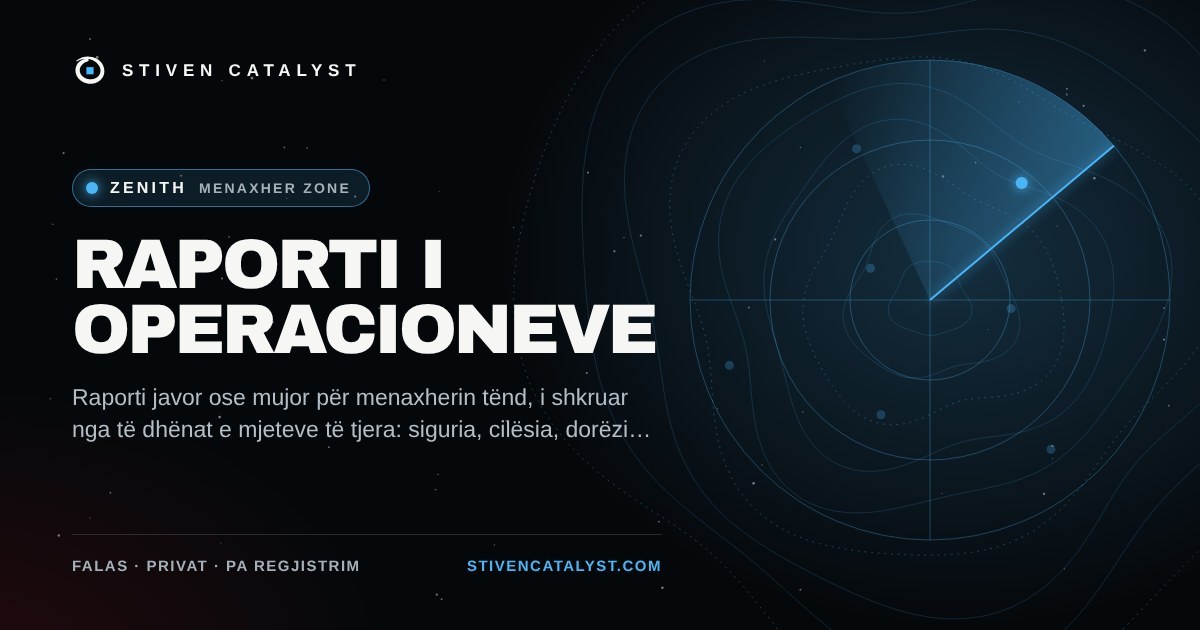 STIVEN CATALYST
ZENITH MENAXHER ZONE
RAPORTI I
OPERACIONEVE
Raporti javor ose mujor për menaxherin tënd, i shkruar
nga të dhënat e mjeteve të tjera: siguria, cilësia, dorëzi…
FALAS · PRIVAT · PA REGJISTRIM
STIVENCATALYST.COM